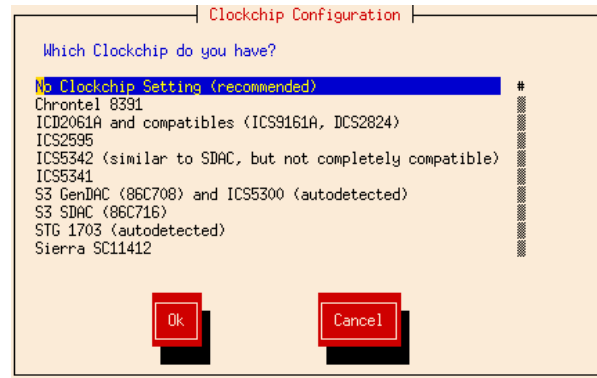 Clockchip Configuration
Which Clockchip do you have?
No Clockchip Setting (recommended)
#
Chrontel 8391
ICD2061A and compatibles (ICS9161A, DCS2824)
ICS2595
ICS5342 (similar to SDAC, but not completely compatible)
ICS5341
S3 GenDAC (86C708) and ICS5300 (autodetected)
S3 SDAC (86C716)
STG 1703 (autodetected)
Sierra SC11412
Ok
Cancel